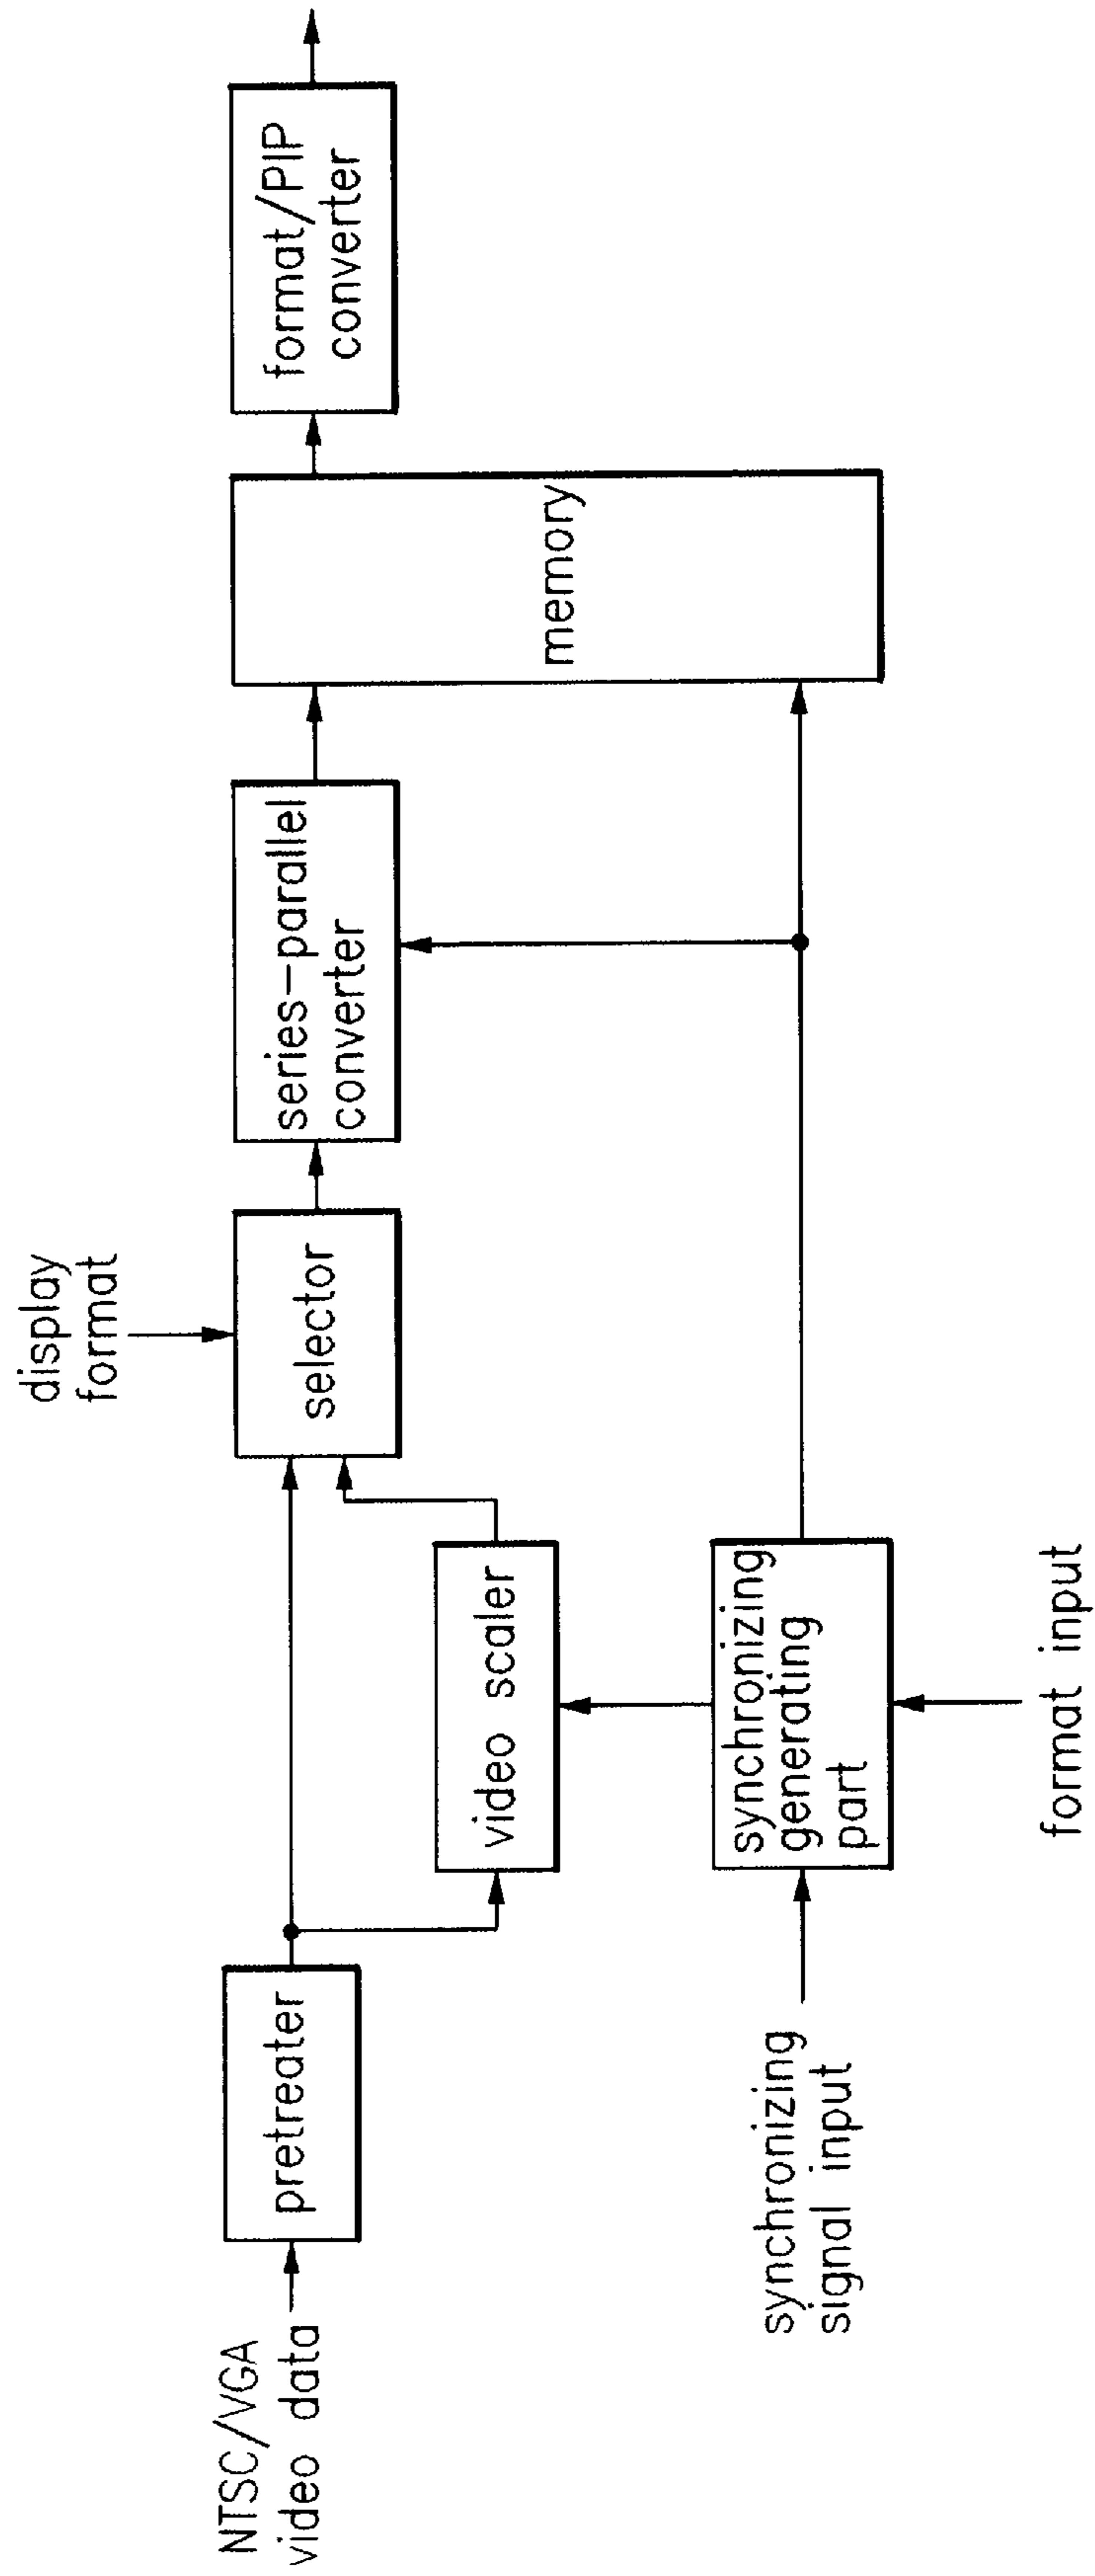 NTSC/VGA
video data
pretreater
video scaler
display
format
selector
series-parallel
converter
memory
format/PIP
converter
synchronizing
signal input
synchronizing
generating
part
format input